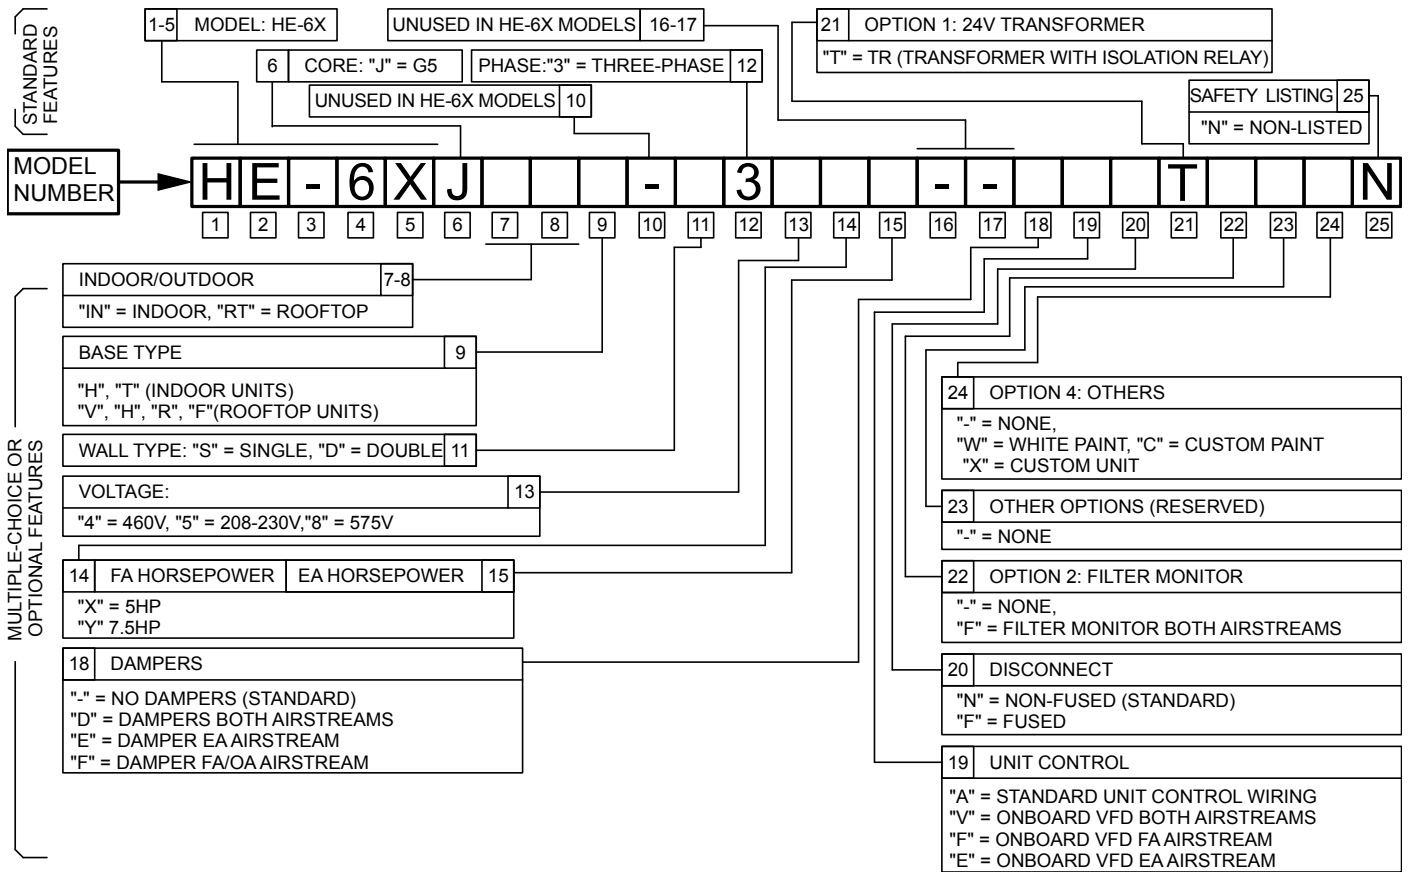 STANDARD
FEATURES
1-5 MODEL: HE-6X
UNUSED IN HE-6X MODELS 16-17
21 OPTION 1: 24V TRANSFORMER
"T" = TR (TRANSFORMER WITH ISOLATION RELAY)
6 CORE: "J" = G5
PHASE:"3" = THREE-PHASE 12
UNUSED IN HE-6X MODELS 10
SAFETY LISTING 25
"N" = NON-LISTED
MODEL
NUMBER
H E - 6 X J - 3 - - T N
1 2 3 4 5 6 7 8 9 10 11 12 13 14 15 16 17 18 19 20 21 22 23 24 25
MULTIPLE-CHOICE OR
OPTIONAL FEATURES
INDOOR/OUTDOOR 7-8
"IN" = INDOOR, "RT" = ROOFTOP
BASE TYPE 9
"H", "T" (INDOOR UNITS)
"V", "H", "R", "F"(ROOFTOP UNITS)
WALL TYPE: "S" = SINGLE, "D" = DOUBLE 11
VOLTAGE: 13
"4" = 460V, "5" = 208-230V,"8" = 575V
14 FA HORSEPOWER EA HORSEPOWER 15
"X" = 5HP
"Y" 7.5HP
18 DAMPERS
"-" = NO DAMPERS (STANDARD)
"D" = DAMPERS BOTH AIRSTREAMS
"E" = DAMPER EA AIRSTREAM
"F" = DAMPER FA/OA AIRSTREAM
24 OPTION 4: OTHERS
"-" = NONE,
"W" = WHITE PAINT, "C" = CUSTOM PAINT
"X" = CUSTOM UNIT
23 OTHER OPTIONS (RESERVED)
"-" = NONE
22 OPTION 2: FILTER MONITOR
"-" = NONE,
"F" = FILTER MONITOR BOTH AIRSTREAMS
20 DISCONNECT
"N" = NON-FUSED (STANDARD)
"F" = FUSED
19 UNIT CONTROL
"A" = STANDARD UNIT CONTROL WIRING
"V" = ONBOARD VFD BOTH AIRSTREAMS
"F" = ONBOARD VFD FA AIRSTREAM
"E" = ONBOARD VFD EA AIRSTREAM